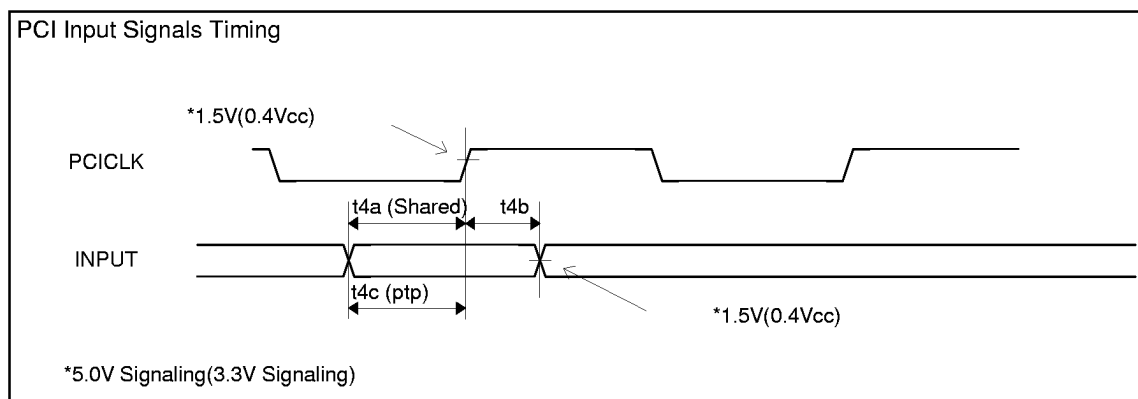 PCI Input Signals Timing
*1.5V(0.4Vcc)
PCICLK
t4a (Shared)
t4b
INPUT
t4c (ptp)
*1.5V(0.4Vcc)
*5.0V Signaling(3.3V Signaling)